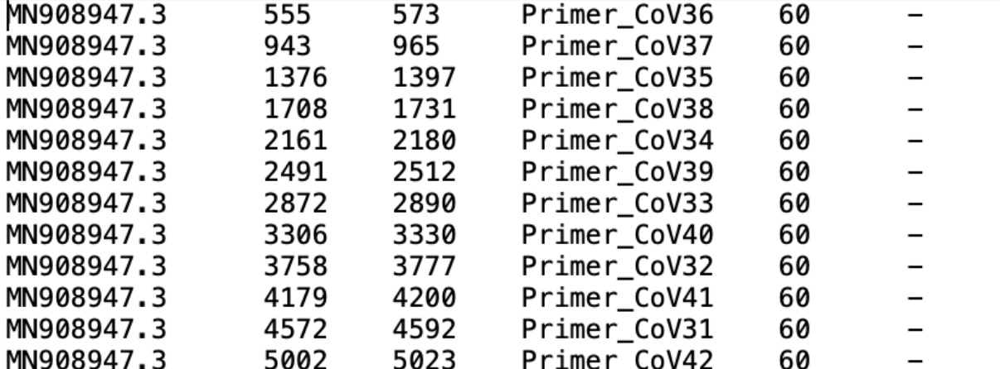 MN908947.3 555 573 Primer_CoV36 60 -
MN908947.3 943 965 Primer_CoV37 60 -
MN908947.3 1376 1397 Primer_CoV35 60 -
MN908947.3 1708 1731 Primer_CoV38 60 -
MN908947.3 2161 2180 Primer_CoV34 60 -
MN908947.3 2491 2512 Primer_CoV39 60 -
MN908947.3 2872 2890 Primer_CoV33 60 -
MN908947.3 3306 3330 Primer_CoV40 60 -
MN908947.3 3758 3777 Primer_CoV32 60 -
MN908947.3 4179 4200 Primer_CoV41 60 -
MN908947.3 4572 4592 Primer_CoV31 60 -
MN908947.3 5002 5023 Primer_CoV42 60 -